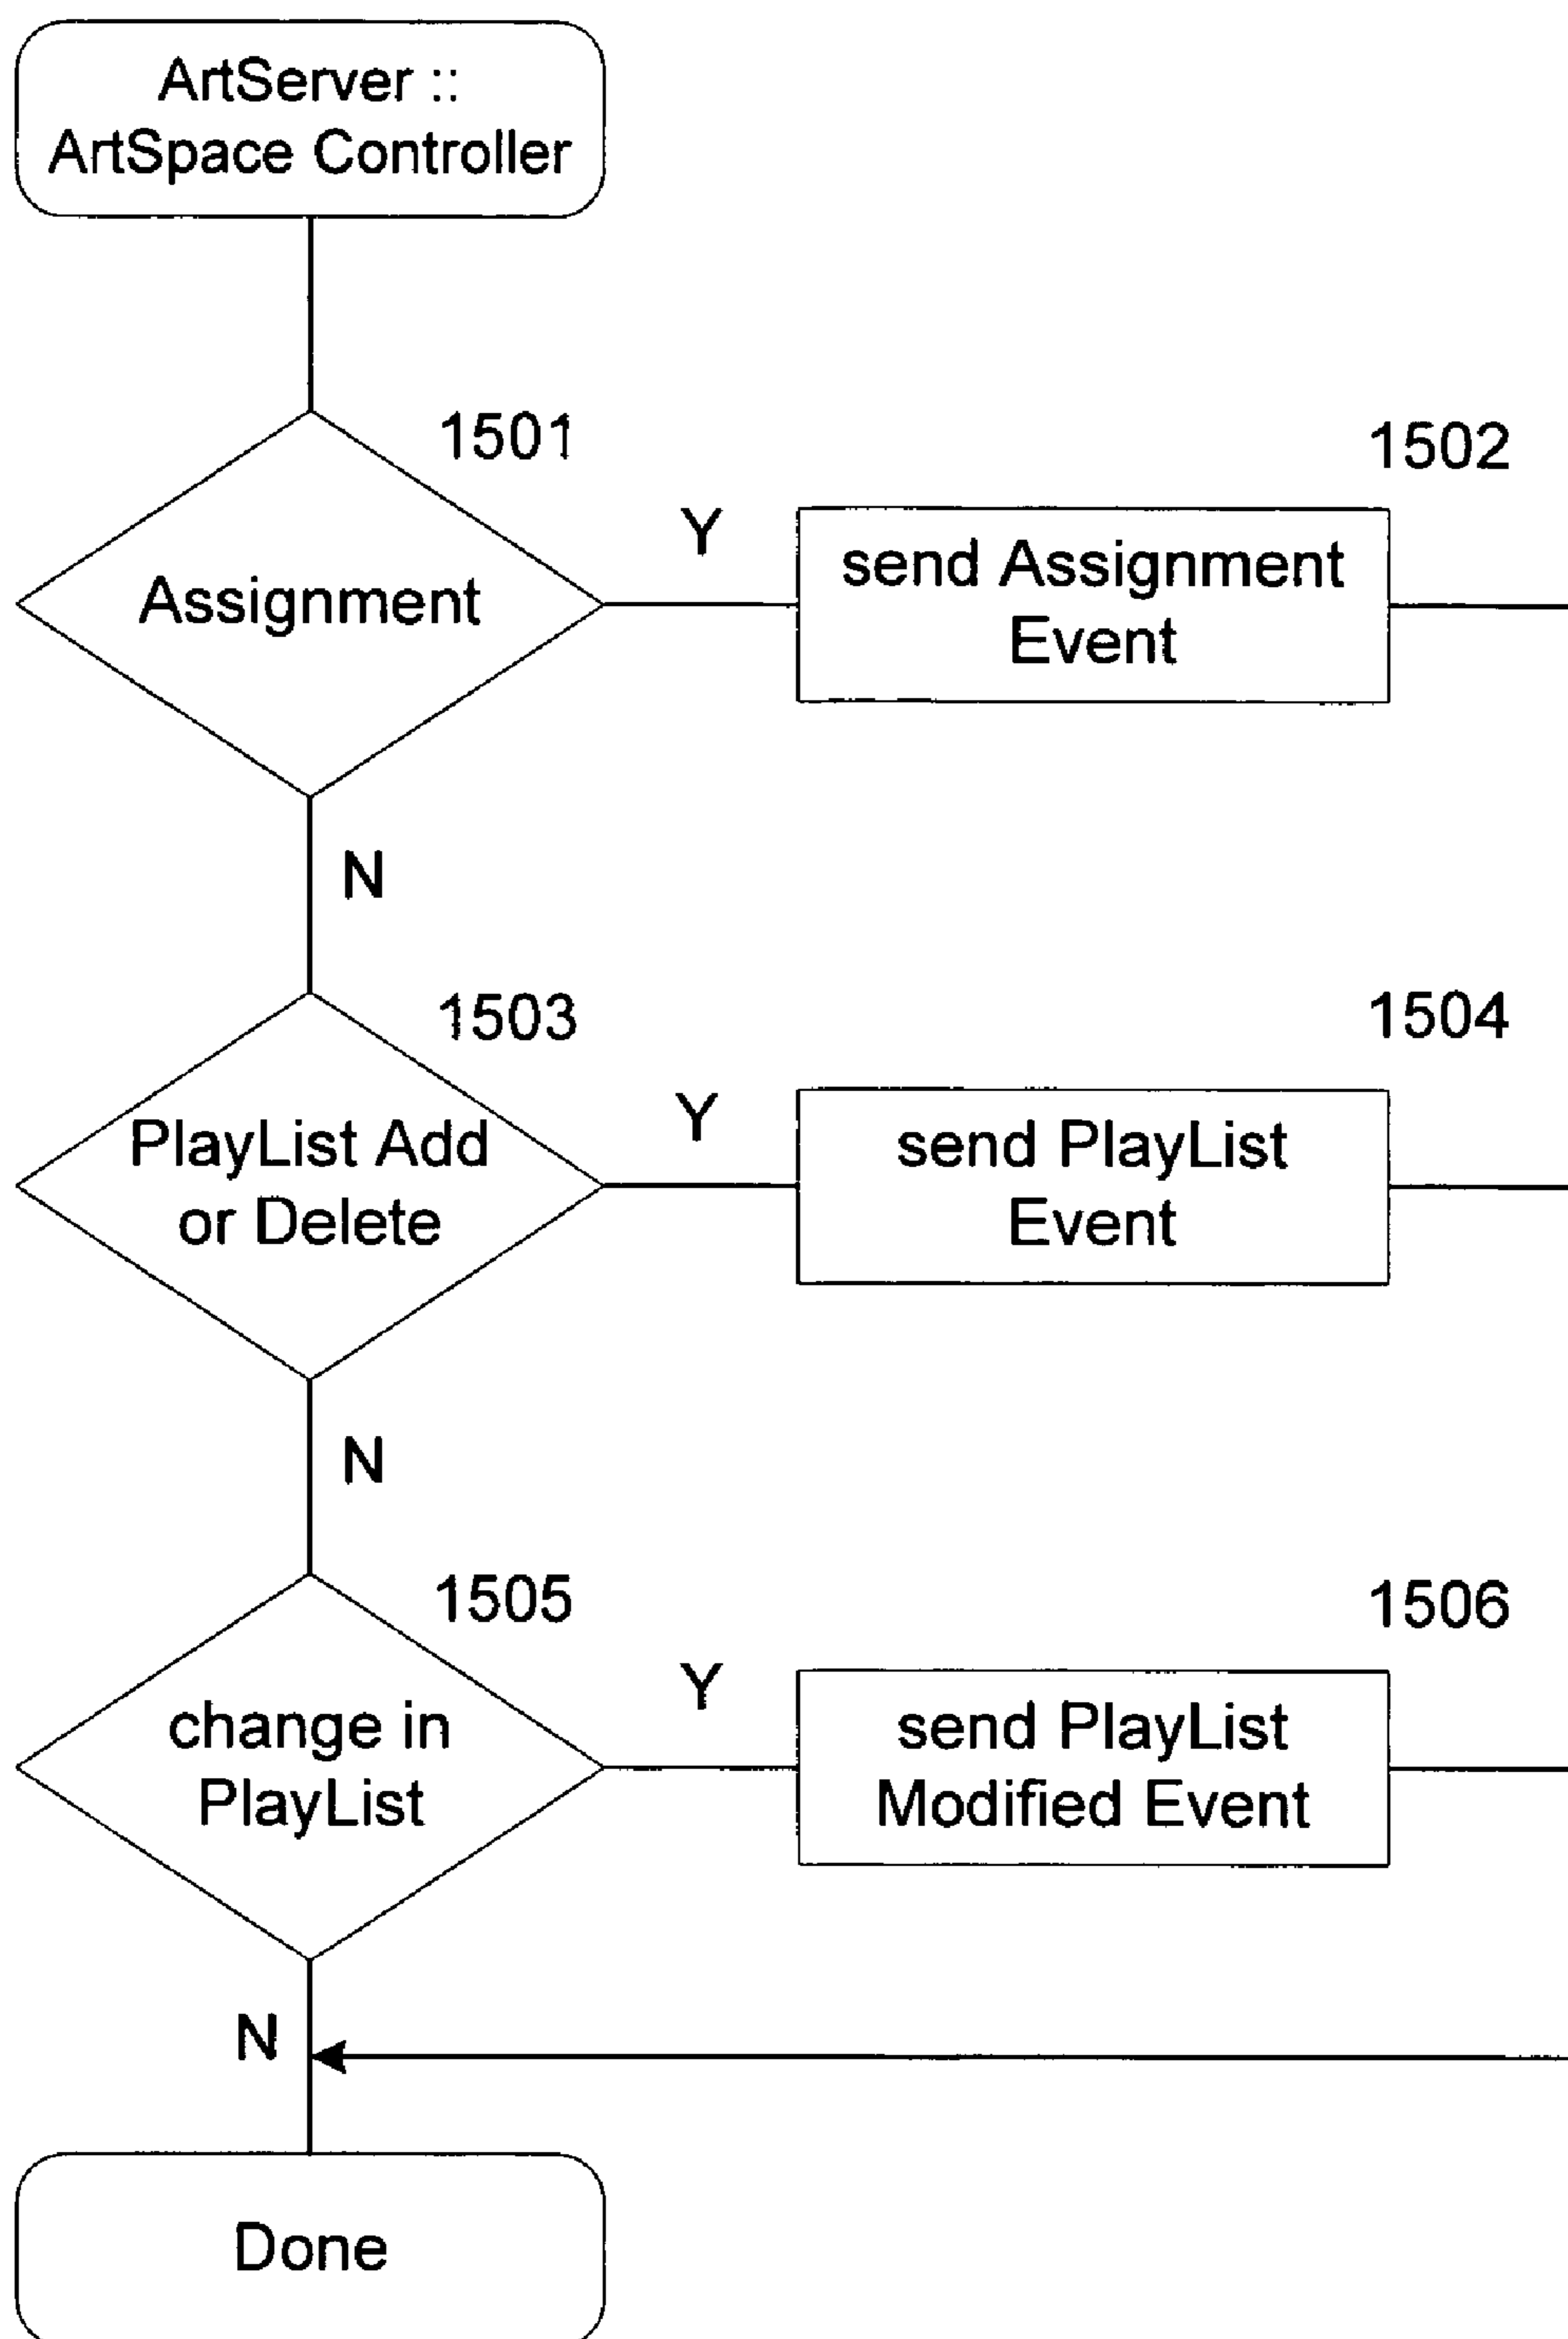 ArtServer ::
ArtSpace Controller
1501
1502
Y
Assignment
send Assignment
Event
N
1503
1504
Y
PlayList Add
or Delete
send PlayList
Event
N
1505
1506
Y
change in
PlayList
send PlayList
Modified Event
N
Done